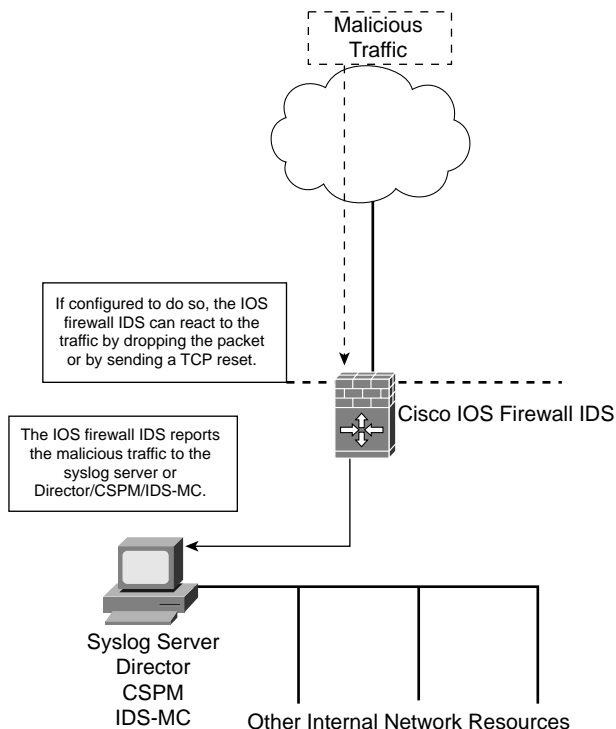 Malicious
Traffic
If configured to do so, the IOS
firewall IDS can react to the
traffic by dropping the packet
or by sending a TCP reset.
Cisco IOS Firewall IDS
The IOS firewall IDS reports
the malicious traffic to the
syslog server or
Director/CSPM/IDS-MC.
Syslog Server
Director
CSPM
IDS-MC
Other Internal Network Resources